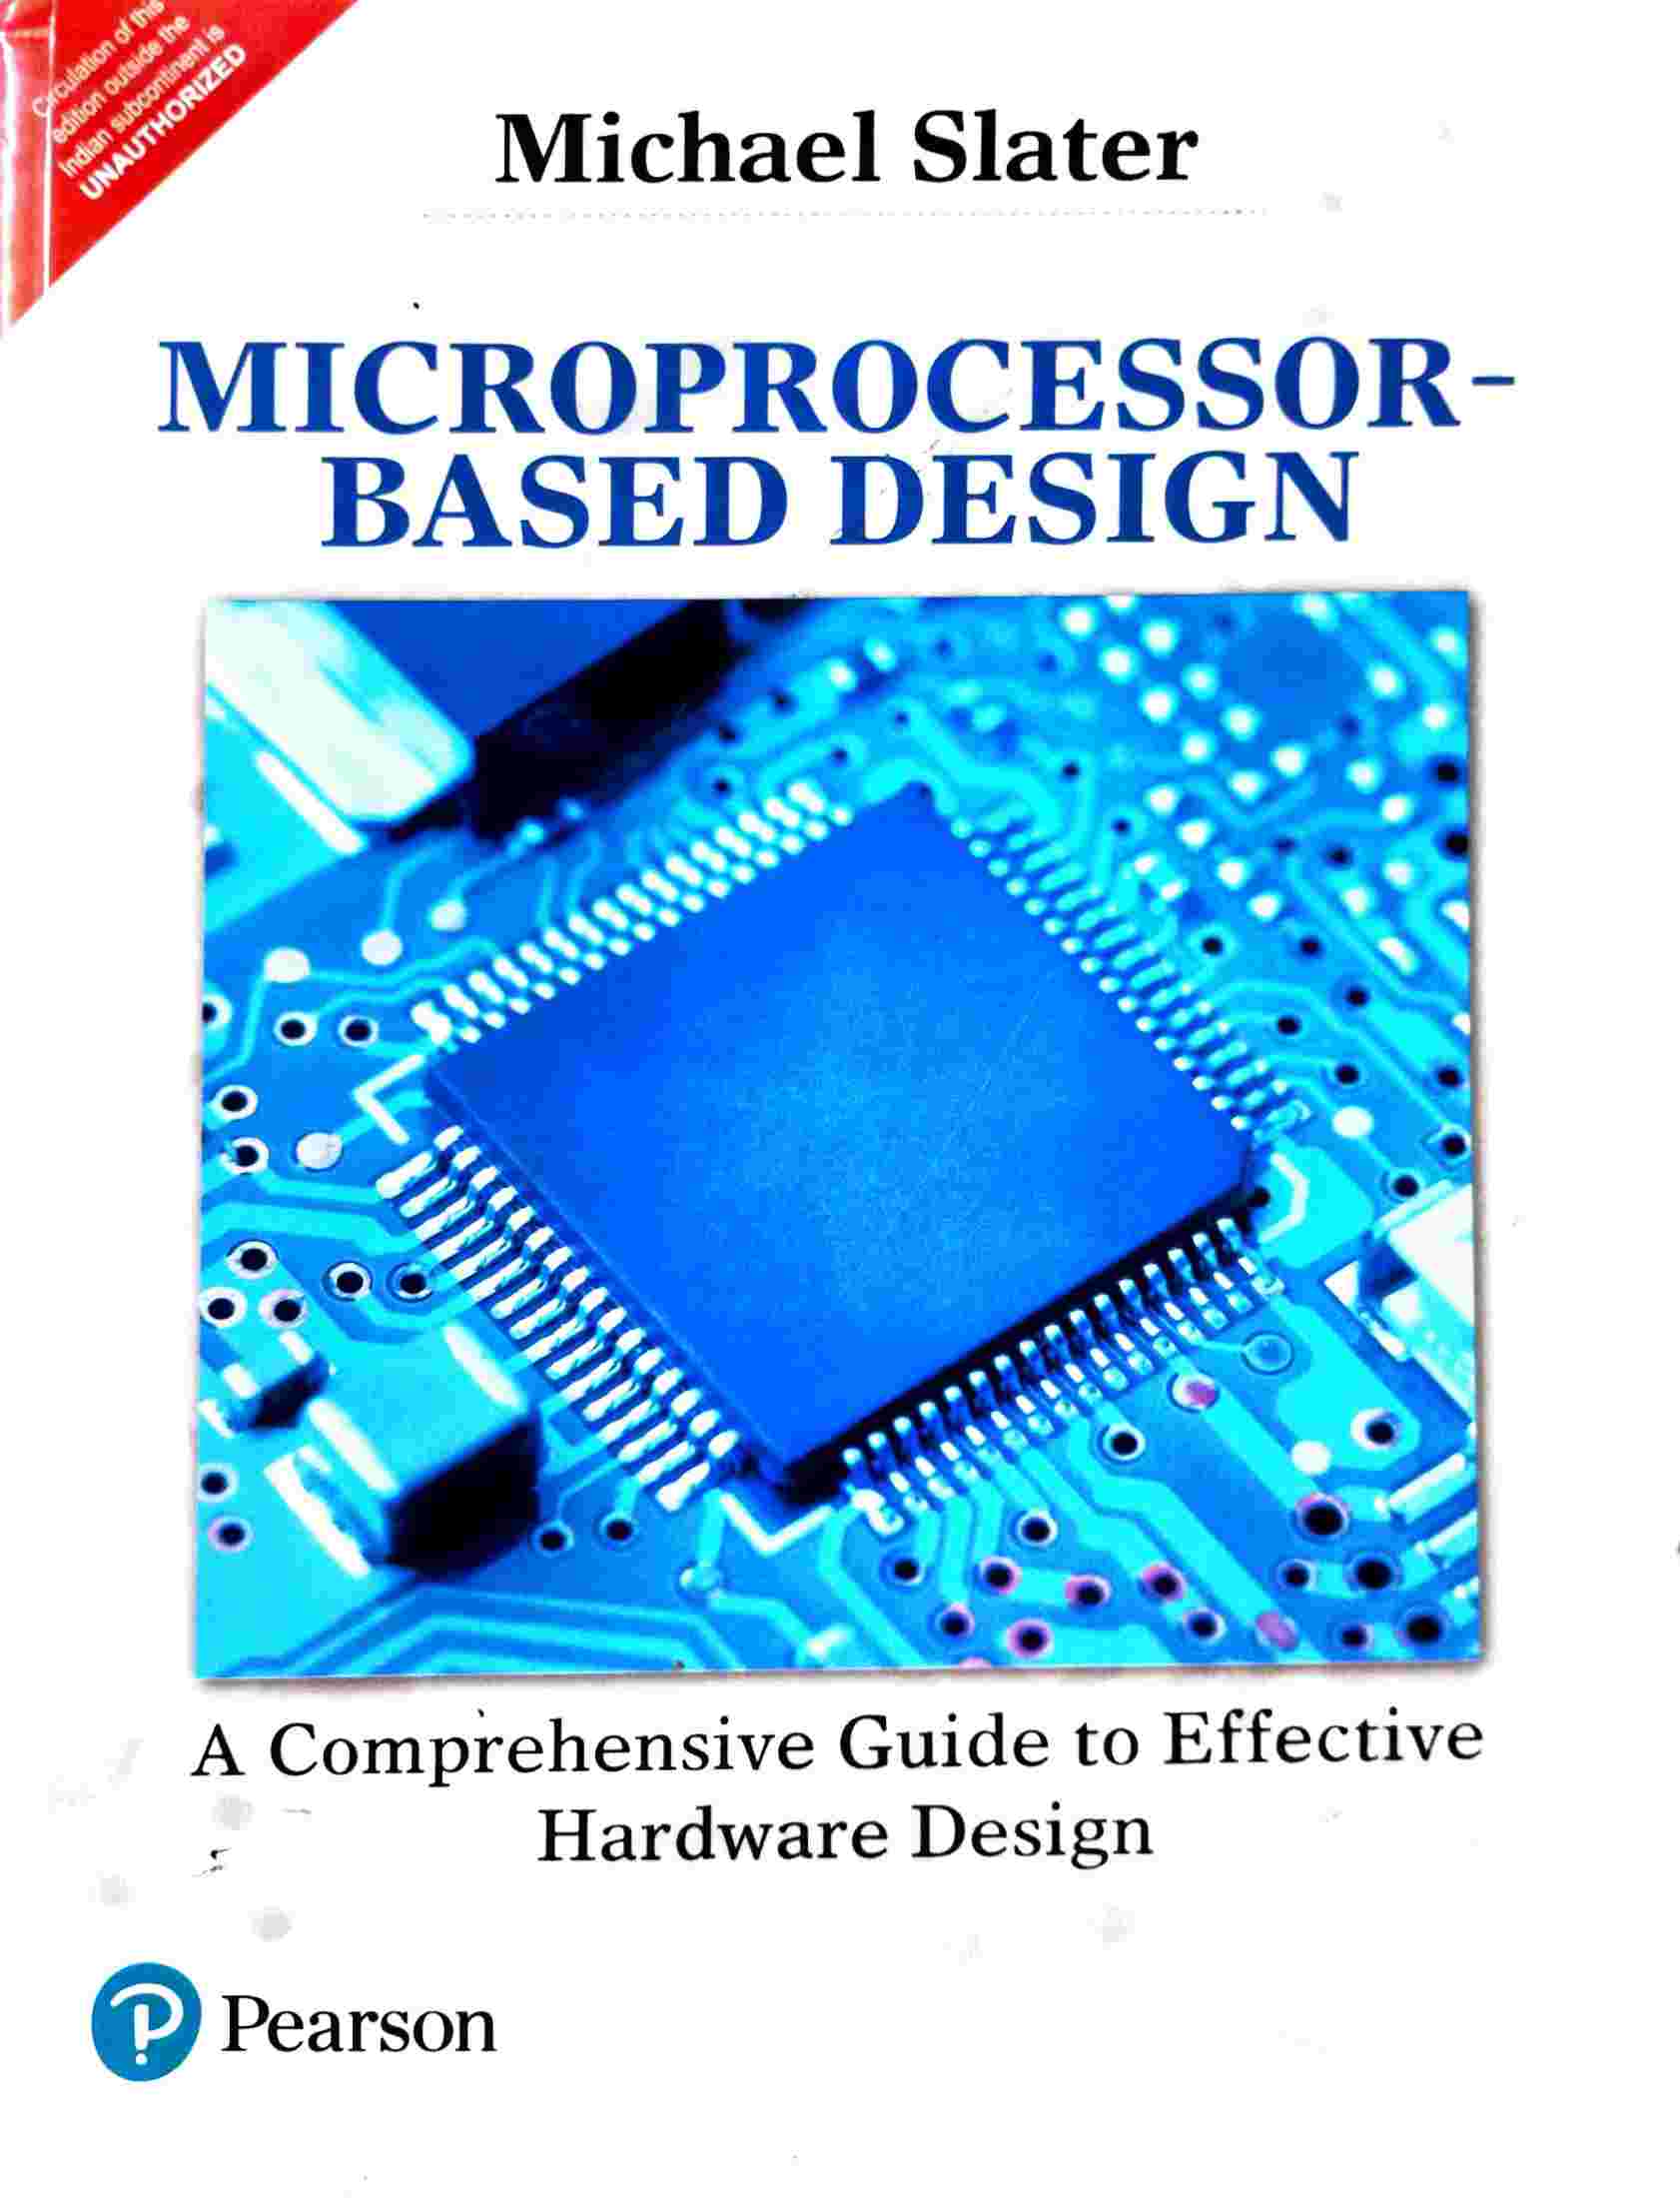 Circulation of this
edition outside the
Indian subcontinent is
UNAUTHORIZED
Michael Slater
MICROPROCESSOR-
BASED DESIGN
A Comprehensive Guide to Effective
Hardware Design
Pearson